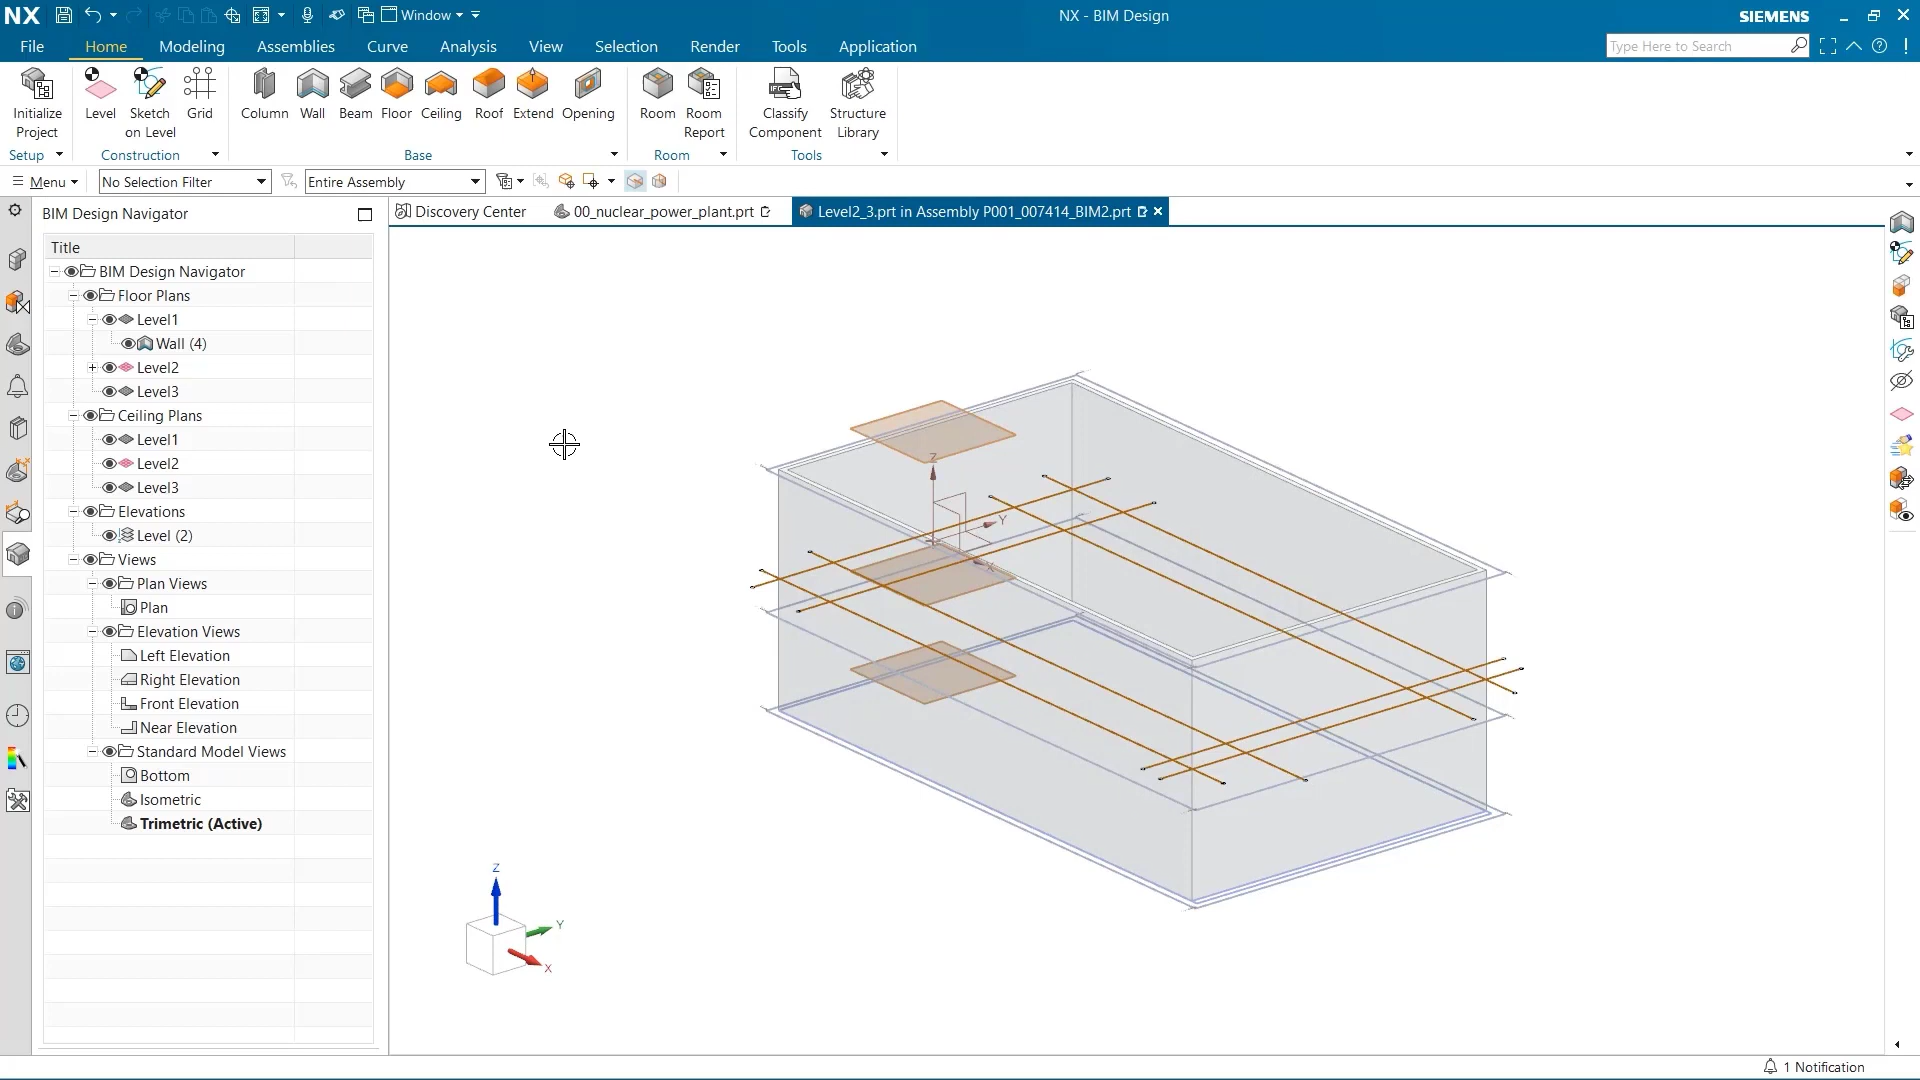 NX
Window
NX - BIM Design
SIEMENS
File
Home
Modeling
Assemblies
Curve
Analysis
View
Selection
Render
Tools
Application
Type Here to Search
Initialize
Project
Level
Sketch
on Level
Grid
Column
Wall
Beam
Floor
Ceiling
Roof
Extend
Opening
Room
Room
Report
Classify
Component
Structure
Library
Setup
Construction
Base
Room
Tools
Menu
No Selection Filter
Entire Assembly
BIM Design Navigator
Discovery Center
00_nuclear_power_plant.prt
Level2_3.prt in Assembly P001_007414_BIM2.prt
Title
BIM Design Navigator
Floor Plans
Level1
Wall (4)
Level2
Level3
Ceiling Plans
Level1
Level2
Level3
Elevations
Level (2)
Views
Plan Views
Plan
Elevation Views
Left Elevation
Right Elevation
Front Elevation
Near Elevation
Standard Model Views
Bottom
Isometric
Trimetric (Active)
Z
Y
X
Z
Y
X
1 Notification